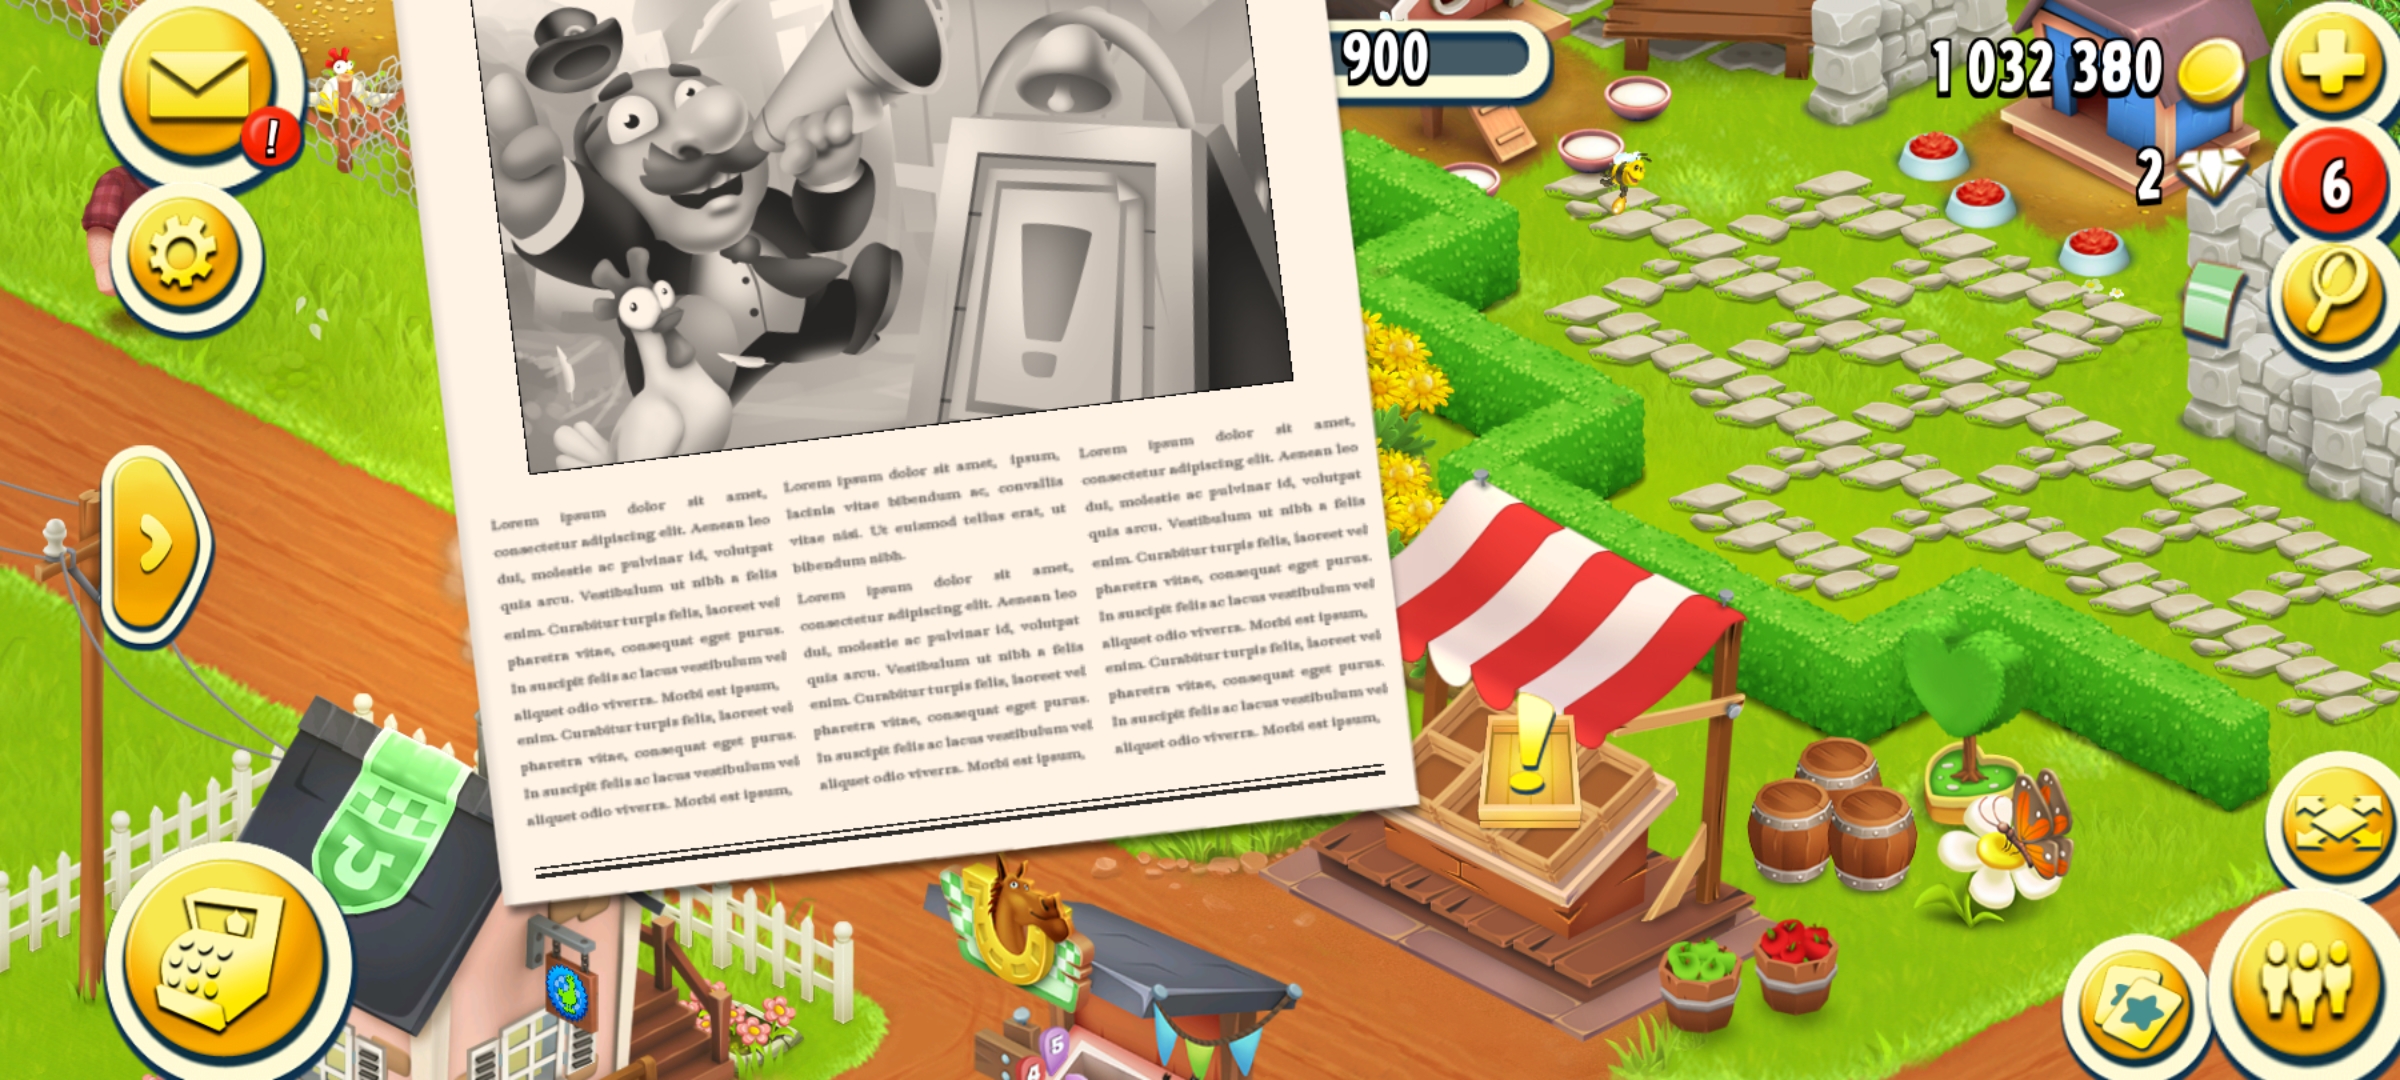 !
900
1 032 380
2
6
Lorem ipsum dolor sit amet,
consectetur adipiscing elit. Aenean leo
dui, molestie ac pulvinar id, volutpat
quis arcu. Vestibulum ut nibh a felis
enim. Curabitur turpis felis, laoreet vel
pharetra vitae, consequat eget purus.
In suscipit felis ac lacus vestibulum vel
aliquet odio viverra. Morbi est ipsum,
enim. Curabitur turpis felis, laoreet vel
pharetra vitae, consequat eget purus.
In suscipit felis ac lacus vestibulum vel
aliquet odio viverra. Morbi est ipsum,
Lorem ipsum dolor sit amet, ipsum,
lacinia vitae bibendum ac, convallis
vitae nisi. Ut euismod tellus erat, ut
bibendum nibh.
Lorem ipsum dolor sit amet,
consectetur adipiscing elit. Aenean leo
dui, molestie ac pulvinar id, volutpat
quis arcu. Vestibulum ut nibh a felis
enim. Curabitur turpis felis, laoreet vel
pharetra vitae, consequat eget purus.
In suscipit felis ac lacus vestibulum vel
aliquet odio viverra. Morbi est ipsum,
Lorem ipsum dolor sit amet,
consectetur adipiscing elit. Aenean leo
dui, molestie ac pulvinar id, volutpat
quis arcu. Vestibulum ut nibh a felis
enim. Curabitur turpis felis, laoreet vel
pharetra vitae, consequat eget purus.
In suscipit felis ac lacus vestibulum vel
aliquet odio viverra. Morbi est ipsum,
enim. Curabitur turpis felis, laoreet vel
pharetra vitae, consequat eget purus.
In suscipit felis ac lacus vestibulum vel
aliquet odio viverra. Morbi est ipsum,
5
4